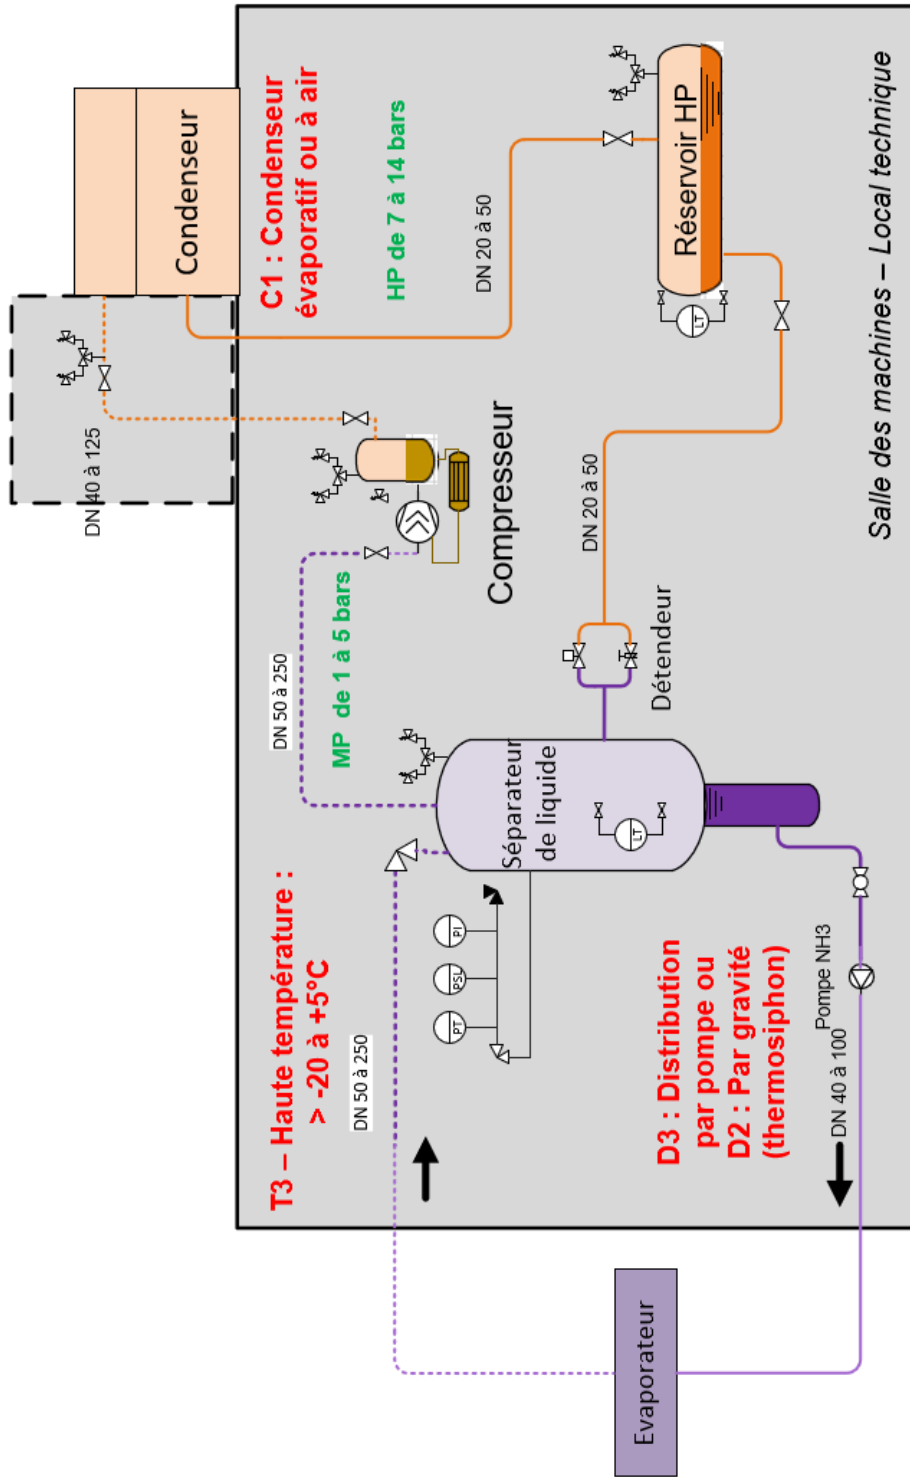 Condenseur
DN 40 à 125
C1 : Condenseur
évaporatif ou à air
HP de 7 à 14 bars
DN 20 à 50
Réservoir HP
LT
Compresseur
DN 50 à 250
MP de 1 à 5 bars
DN 20 à 50
Détendeur
Séparateur
de liquide
LT
PI
PSL
PT
T3 – Haute température :
> -20 à +5°C
DN 50 à 250
D3 : Distribution
par pompe ou
D2 : Par gravité
(thermosiphon)
Pompe NH3
DN 40 à 100
Evaporateur
Salle des machines – Local technique